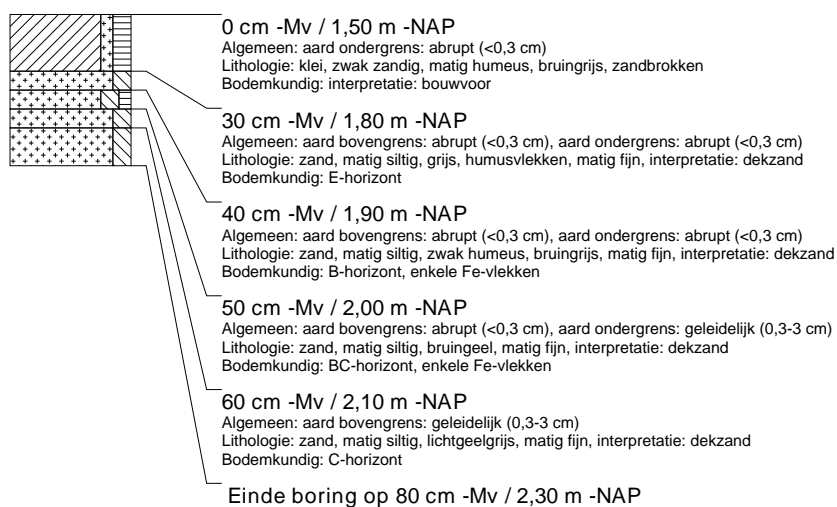 0 cm -Mv / 1,50 m -NAP
Algemeen: aard ondergrens: abrupt (<0,3 cm)
Lithologie: klei, zwak zandig, matig humeus, bruingrijs, zandbrokken
Bodemkundig: interpretatie: bouwvoor
30 cm -Mv / 1,80 m -NAP
Algemeen: aard bovengrens: abrupt (<0,3 cm), aard ondergrens: abrupt (<0,3 cm)
Lithologie: zand, matig siltig, grijs, humusvlekken, matig fijn, interpretatie: dekzand
Bodemkundig: E-horizont
40 cm -Mv / 1,90 m -NAP
Algemeen: aard bovengrens: abrupt (<0,3 cm), aard ondergrens: abrupt (<0,3 cm)
Lithologie: zand, matig siltig, zwak humeus, bruingrijs, matig fijn, interpretatie: dekzand
Bodemkundig: B-horizont, enkele Fe-vlekken
50 cm -Mv / 2,00 m -NAP
Algemeen: aard bovengrens: abrupt (<0,3 cm), aard ondergrens: geleidelijk (0,3-3 cm)
Lithologie: zand, matig siltig, bruingeel, matig fijn, interpretatie: dekzand
Bodemkundig: BC-horizont, enkele Fe-vlekken
60 cm -Mv / 2,10 m -NAP
Algemeen: aard bovengrens: geleidelijk (0,3-3 cm)
Lithologie: zand, matig siltig, lichtgeelgrijs, matig fijn, interpretatie: dekzand
Bodemkundig: C-horizont
Einde boring op 80 cm -Mv / 2,30 m -NAP